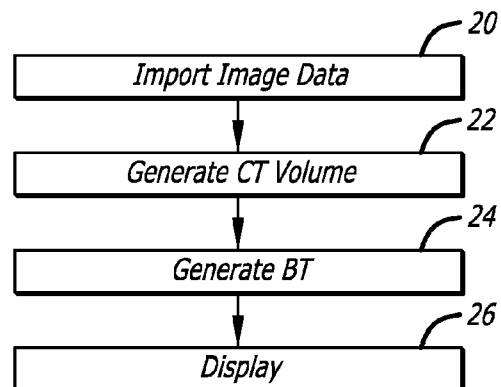 20
Import Image Data
22
Generate CT Volume
24
Generate BT
26
Display